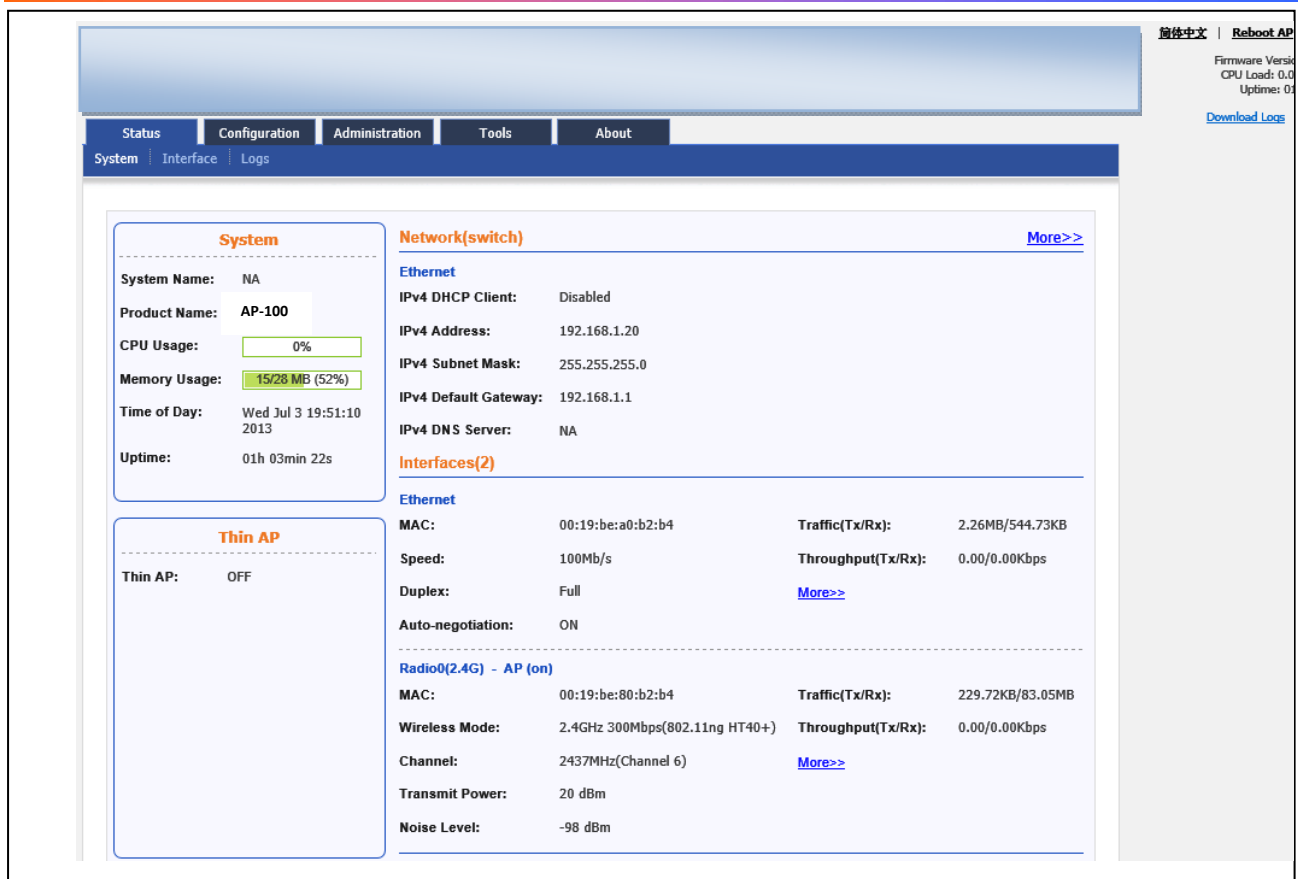 简体中文 | Reboot AP
Firmware
CPU Load:
Uptime:
Download Logs
Status Configuration Administration Tools About
System Interface Logs
System
System Name: NA
Product Name: AP-100
CPU Usage: 0%
Memory Usage: 15/28 MB (52%)
Time of Day: Wed Jul 3 19:51:10
2013
Uptime: 01h 03min 22s
Thin AP
Thin AP: OFF
Network(switch) More>>
Ethernet
IPv4 DHCP Client: Disabled
IPv4 Address: 192.168.1.20
IPv4 Subnet Mask: 255.255.255.0
IPv4 Default Gateway: 192.168.1.1
IPv4 DNS Server: NA
Interfaces(2)
Ethernet
MAC: 00:19:be:a0:b2:b4 Traffic(Tx/Rx): 2.26MB/544.73KB
Speed: 100Mb/s Throughput(Tx/Rx): 0.00/0.00Kbps
Duplex: Full More>>
Auto-negotiation: ON
Radio0(2.4G) - AP (on)
MAC: 00:19:be:80:b2:b4 Traffic(Tx/Rx): 229.72KB/83.05MB
Wireless Mode: 2.4GHz 300Mbps(802.11ng HT40+) Throughput(Tx/Rx): 0.00/0.00Kbps
Channel: 2437MHz(Channel 6) More>>
Transmit Power: 20 dBm
Noise Level: -98 dBm